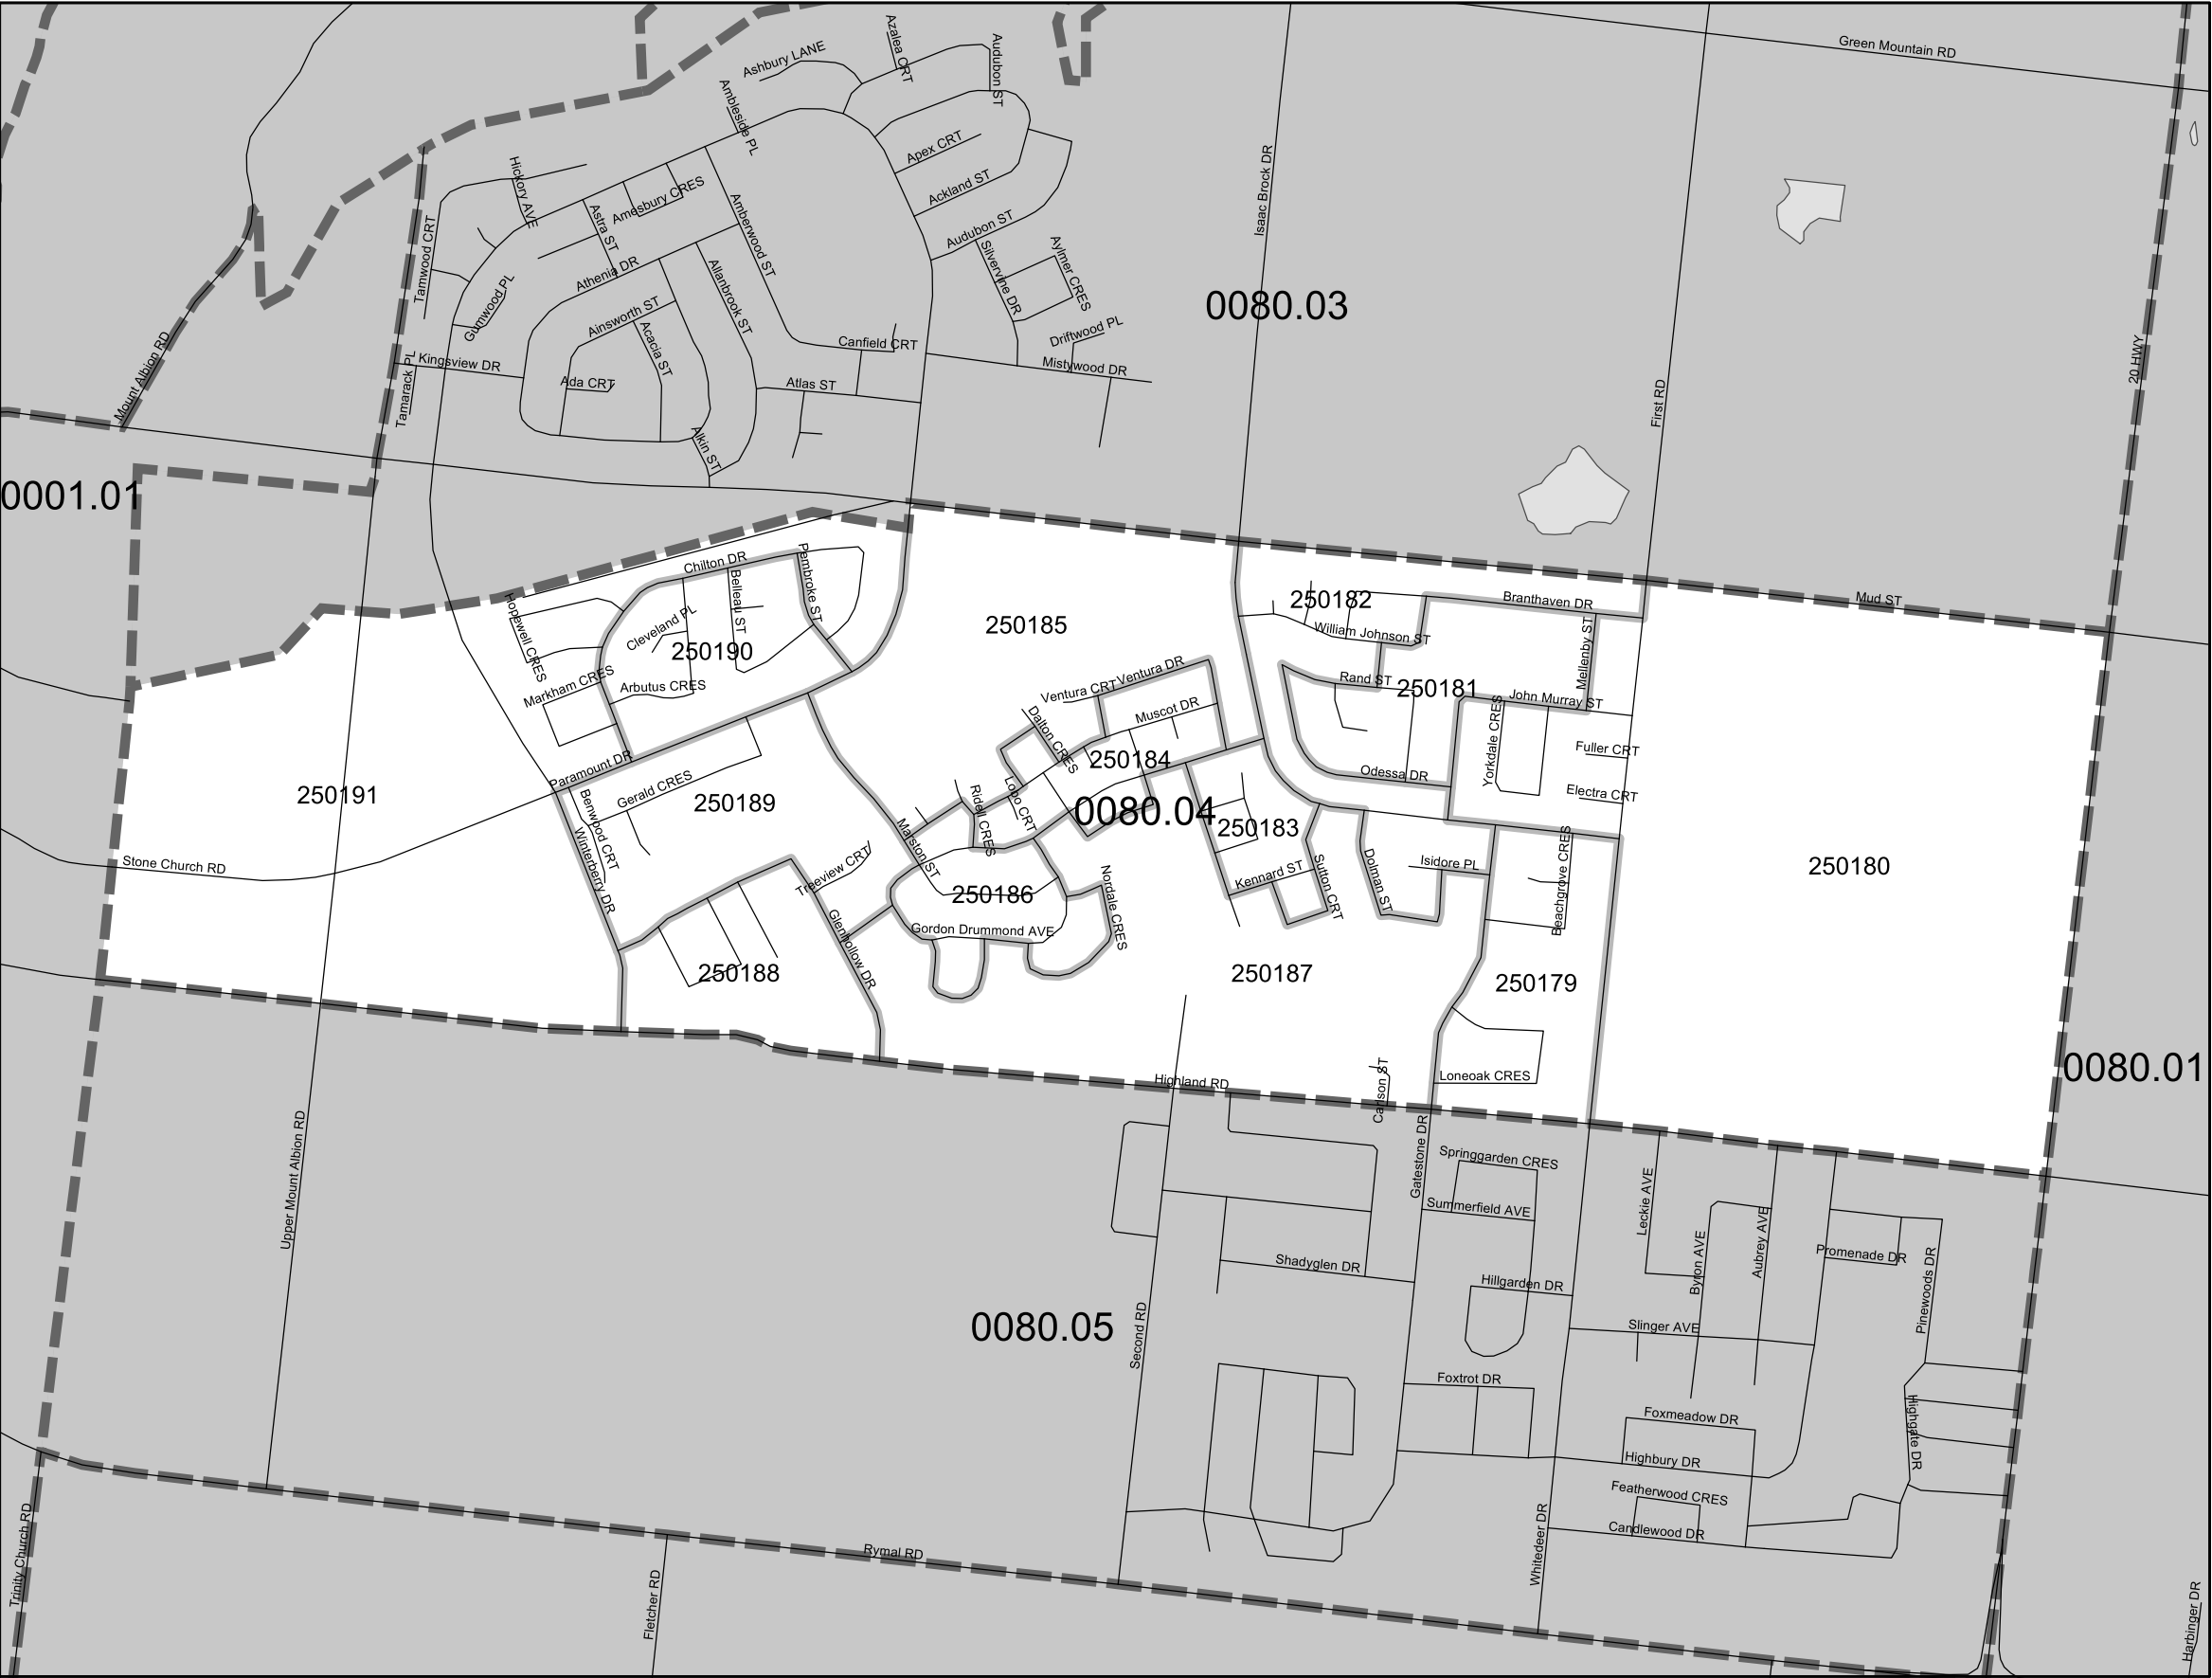 Green Mountain RD
Azalea CRT
Audubon ST
Ashbury LANE
Ambleside PL
Apex CRT
Ackland ST
Audubon ST
Isaac Brock DR
Hickory AVE
Amesbury CRES
Astra ST
Amberwood ST
Athenia DR
Allanbrook ST
Silvervine DR
Aylmer CRES
Tamwood CRT
Gumwood PL
Ainsworth ST
Acacia ST
0080.03
Driftwood PL
Canfield CRT
Mistywood DR
Mount Albion RD
Tamarack PL
Kingsview DR
Ada CRT
Atlas ST
First RD
20 HWY
Alkin ST
0001.01
Chilton DR
Pembroke ST
Belleau ST
Hopewell CRES
Cleveland PL
250190
Markham CRES
Arbutus CRES
250185
250182
Branthaven DR
Mud ST
William Johnson ST
Mellenby ST
Ventura CRT
Ventura DR
Rand ST
250181
John Murray ST
Muscot DR
Dalton CRES
250184
Yorkdale CRES
Fuller CRT
Paramount DR
Gerald CRES
250191
250189
Odessa DR
Electra CRT
Benwood CRT
Lobo CRT
Ridell CRES
0080.04
250183
Winterberry DR
Marston ST
Treeview CRT
Stone Church RD
Kennard ST
Sutton CRT
Dolman ST
Isidore PL
Beachgrove CRES
250180
250186
Nordale CRES
Glenhollow DR
Gordon Drummond AVE
250188
250187
250179
Highland RD
Carlson ST
Loneoak CRES
0080.01
Upper Mount Albion RD
Gatestone DR
Springgarden CRES
Summerfield AVE
Leckie AVE
Byron AVE
Aubrey AVE
Promenade DR
Pinewoods DR
Shadyglen DR
Hillgarden DR
0080.05
Second RD
Slinger AVE
Foxtrot DR
Foxmeadow DR
Highgate DR
Highbury DR
Featherwood CRES
Candlewood DR
Trinity Church RD
Rymal RD
Fletcher RD
Whitedeer DR
Harbinger DR